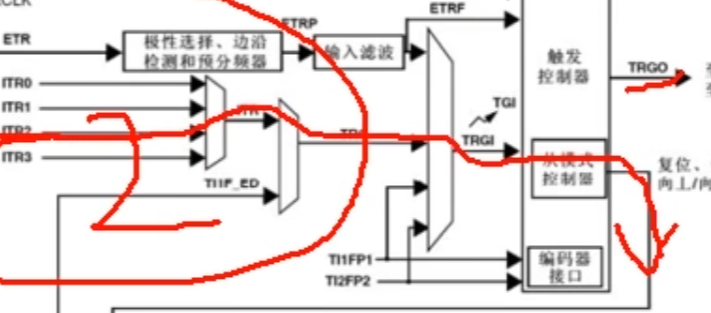 ETR
极性选择、边沿
检测和预分频器
ETRP
输入滤波
ETRF
触发
控制器
TRGO
ITR0
ITR1
ITR2
ITR3
TGI
TRGI
从模式
控制器
复位、
向上/向
TI1F_ED
TI1FP1
TI2FP2
编码器
接口
2